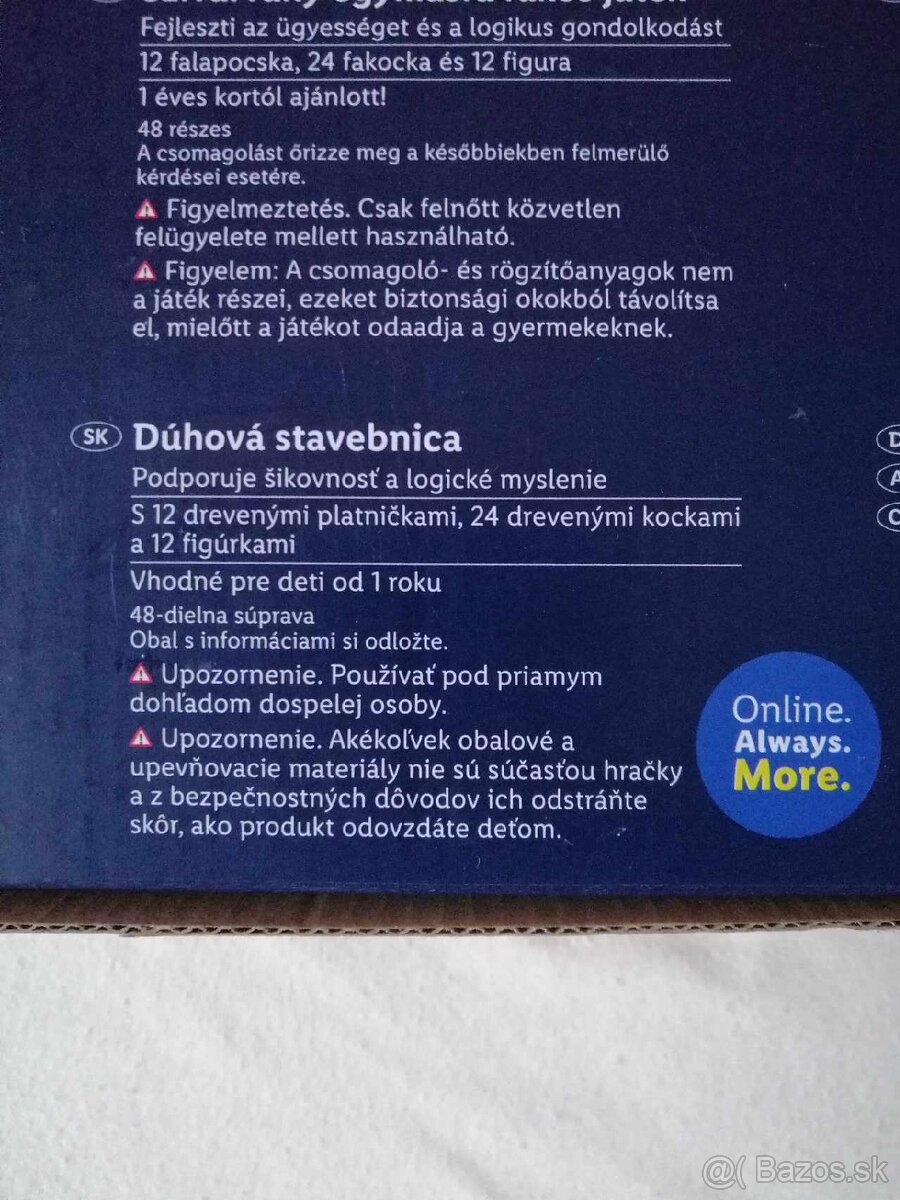 Fejleszti az ügyességet és a logikus gondolkodást
12 falapocska, 24 fakocka és 12 figura
1 éves kortól ajánlott!
48 részes
A csomagolást őrizze meg a későbbiekben felmerülő
kérdései esetére.
Figyelmeztetés. Csak felnőtt közvetlen
felügyelete mellett használható.
Figyelem: A csomagoló- és rögzítőanyagok nem
a játék részei, ezeket biztonsági okokból távolítsa
el, mielőtt a játékot odaadja a gyermekeknek.
SK Dúhová stavebnica
Podporuje šikovnosť a logické myslenie
S 12 drevenými platničkami, 24 drevenými kockami
a 12 figúrkami
Vhodné pre deti od 1 roku
48-dielna súprava
Obal s informáciami si odložte.
Upozornenie. Používať pod priamym
dohľadom dospelej osoby.
Upozornenie. Akékoľvek obalové a
upevňovacie materiály nie sú súčasťou hračky
a z bezpečnostných dôvodov ich odstráňte
skôr, ako produkt odovzdáte deťom.
Online.
Always.
More.
@( Bazos.sk